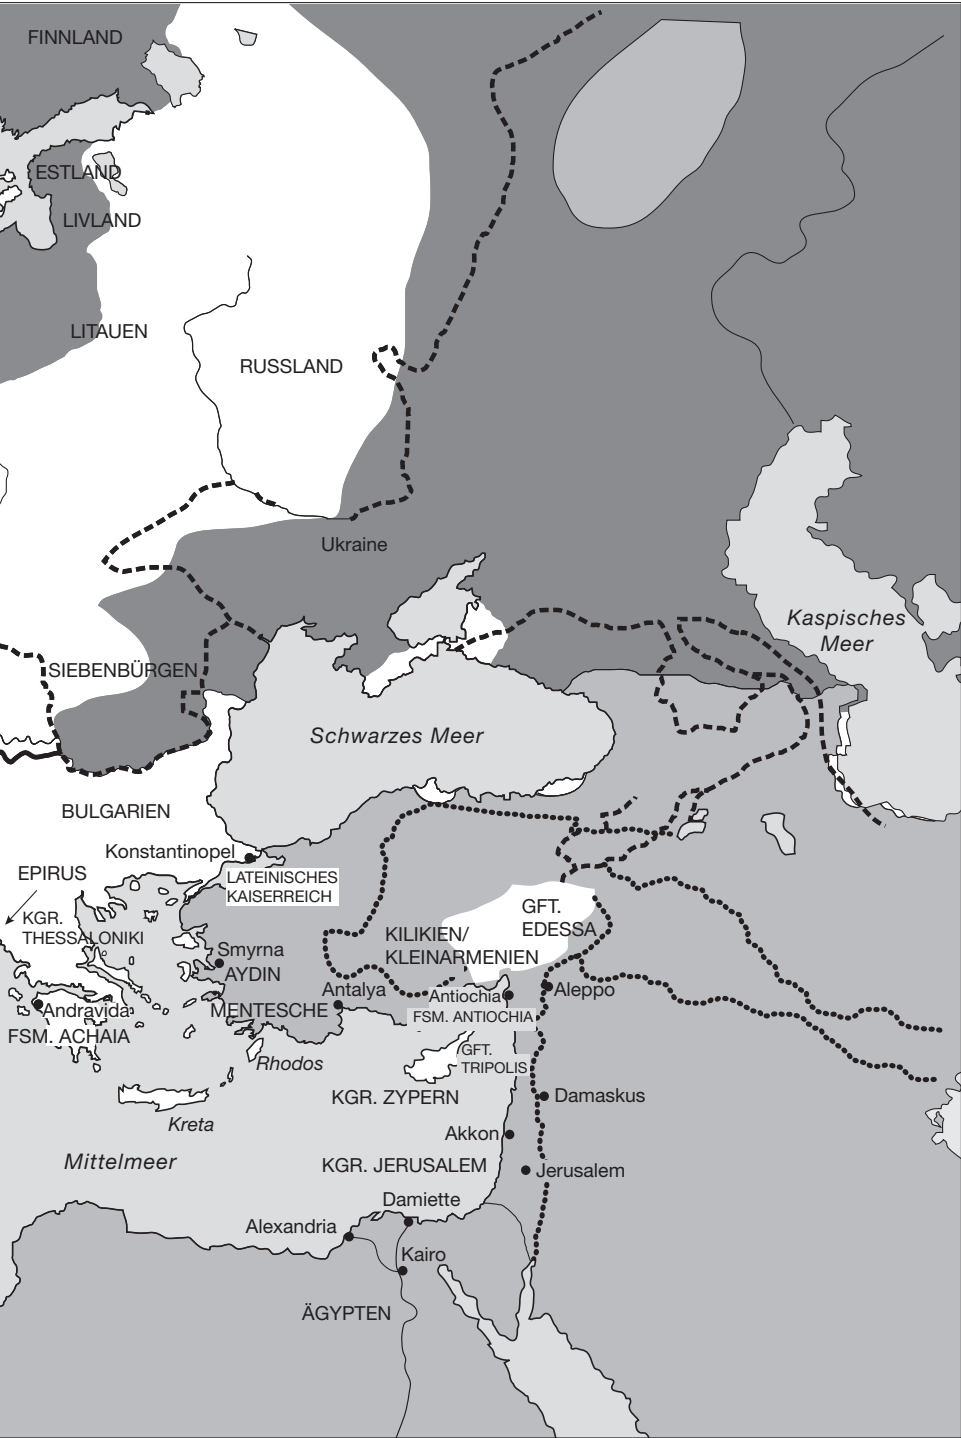 FINNLAND
ESTLAND
LIVLAND
LITAUEN
RUSSLAND
Ukraine
Kaspisches
Meer
SIEBENBÜRGEN
Schwarzes Meer
BULGARIEN
Konstantinopel
EPIRUS
LATEINISCHES
KAISERREICH
KGR.
THESSALONIKI
GFT.
EDESSA
KILIKIEN/
KLEINARMENIEN
Smyrna
AYDIN
Antalya
Antiochia
Aleppo
Andravida
MENTESCHE
FSM. ANTIOCHIA
FSM. ACHAIA
Rhodos
GFT.
TRIPOLIS
KGR. ZYPERN
Damaskus
Kreta
Akkon
Mittelmeer
KGR. JERUSALEM
Jerusalem
Damiette
Alexandria
Kairo
ÄGYPTEN